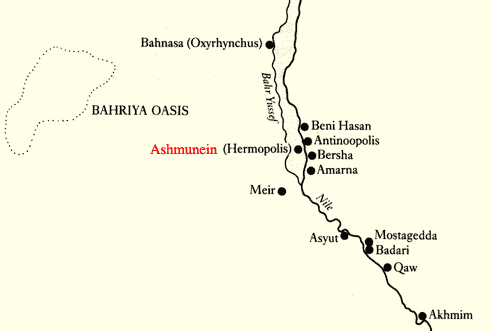 Bahnasa (Oxyrhynchus)
Bahr Yussef
BAHRIYA OASIS
Beni Hasan
Antinoopolis
Ashmunein (Hermopolis)
Bersha
Amarna
Meir
Nile
Asyut
Mostagedda
Badari
Qaw
Akhmim